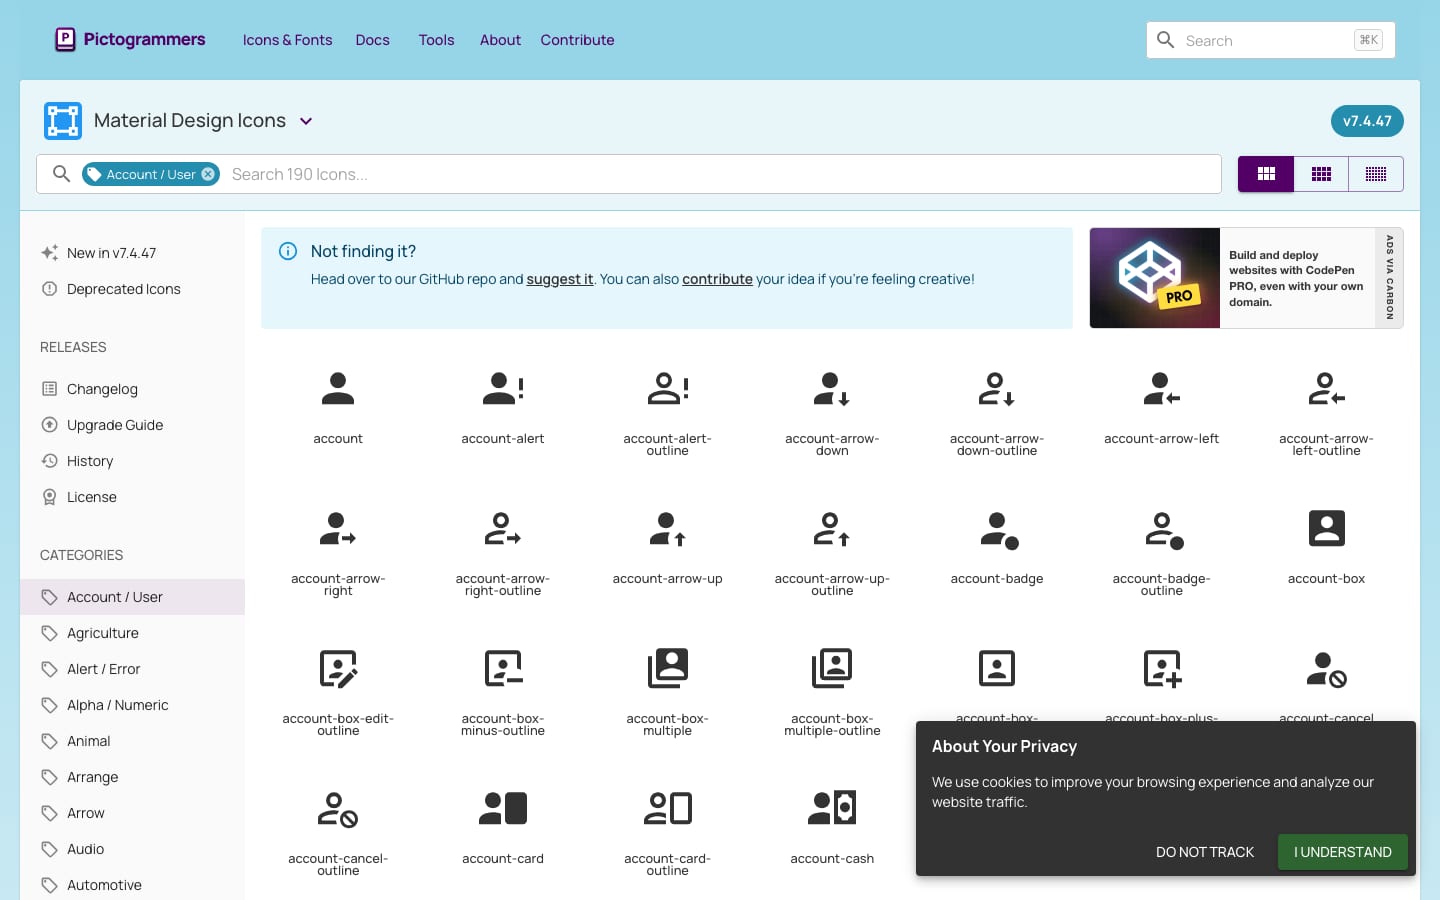 Pictogrammers
Icons & Fonts Docs Tools About Contribute
Search ⌘K
Material Design Icons
v7.4.47
Account / User
Search 190 Icons...
New in v7.4.47
Deprecated Icons
RELEASES
Changelog
Upgrade Guide
History
License
CATEGORIES
Account / User
Agriculture
Alert / Error
Alpha / Numeric
Animal
Arrange
Arrow
Audio
Automotive
Not finding it?
Head over to our GitHub repo and suggest it. You can also contribute your idea if you're feeling creative!
PRO
Build and deploy
websites with CodePen
PRO, even with your own
domain.
ADS VIA CARBON
account
account-alert
account-alert-
outline
account-arrow-
down
account-arrow-
down-outline
account-arrow-left
account-arrow-
left-outline
account-arrow-
right
account-arrow-
right-outline
account-arrow-up
account-arrow-up-
outline
account-badge
account-badge-
outline
account-box
account-box-edit-
outline
account-box-
minus-outline
account-box-
multiple
account-box-
multiple-outline
account-box-
account-box-plus-
account-cancel
account-cancel-
outline
account-card
account-card-
outline
account-cash
About Your Privacy
We use cookies to improve your browsing experience and analyze our
website traffic.
DO NOT TRACK
I UNDERSTAND